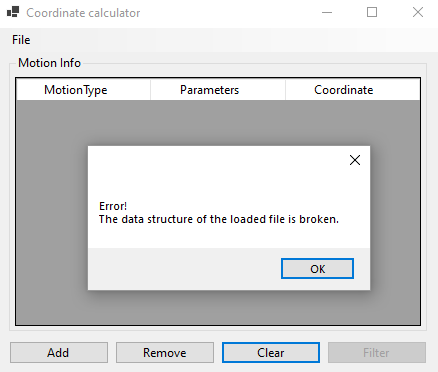 Coordinate calculator
File
Motion Info
MotionType Parameters Coordinate
Error!
The data structure of the loaded file is broken.
OK
Add Remove Clear Filter